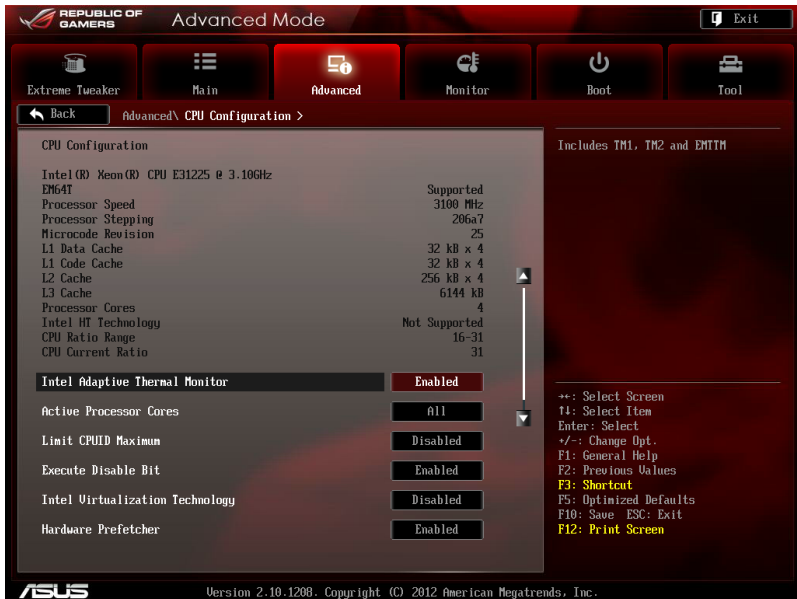 REPUBLIC OF
GAMERS
Advanced Mode
Exit
Extreme Tweaker
Main
Advanced
Monitor
Boot
Tool
Back
Advanced\ CPU Configuration >
CPU Configuration
Includes TM1, TM2 and EMTTM
Intel(R) Xeon(R) CPU E31225 @ 3.10GHz
EM64T Supported
Processor Speed 3100 MHz
Processor Stepping 206a7
Microcode Revision 25
L1 Data Cache 32 kB x 4
L1 Code Cache 32 kB x 4
L2 Cache 256 kB x 4
L3 Cache 6144 kB
Processor Cores 4
Intel HT Technology Not Supported
CPU Ratio Range 16-31
CPU Current Ratio 31
Intel Adaptive Thermal Monitor Enabled
Active Processor Cores All
Limit CPUID Maximum Disabled
Execute Disable Bit Enabled
Intel Virtualization Technology Disabled
Hardware Prefetcher Enabled
→←: Select Screen
↑↓: Select Item
Enter: Select
+/-: Change Opt.
F1: General Help
F2: Previous Values
F3: Shortcut
F5: Optimized Defaults
F10: Save ESC: Exit
F12: Print Screen
ASUS
Version 2.10.1208. Copyright (C) 2012 American Megatrends, Inc.